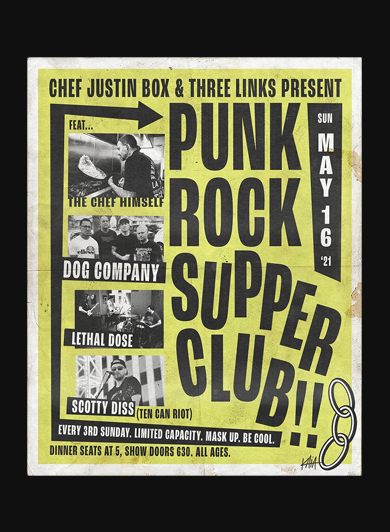 CHEF JUSTIN BOX & THREE LINKS PRESENT
FEAT...
THE CHEF HIMSELF
DOG COMPANY
LETHAL DOSE
SCOTTY DISS (TEN CAN RIOT)
PUNK
ROCK
SUPPER
CLUB!!
SUN
MAY
16
'21
EVERY 3RD SUNDAY. LIMITED CAPACITY. MASK UP. BE COOL.
DINNER SEATS AT 5, SHOW DOORS 630. ALL AGES.